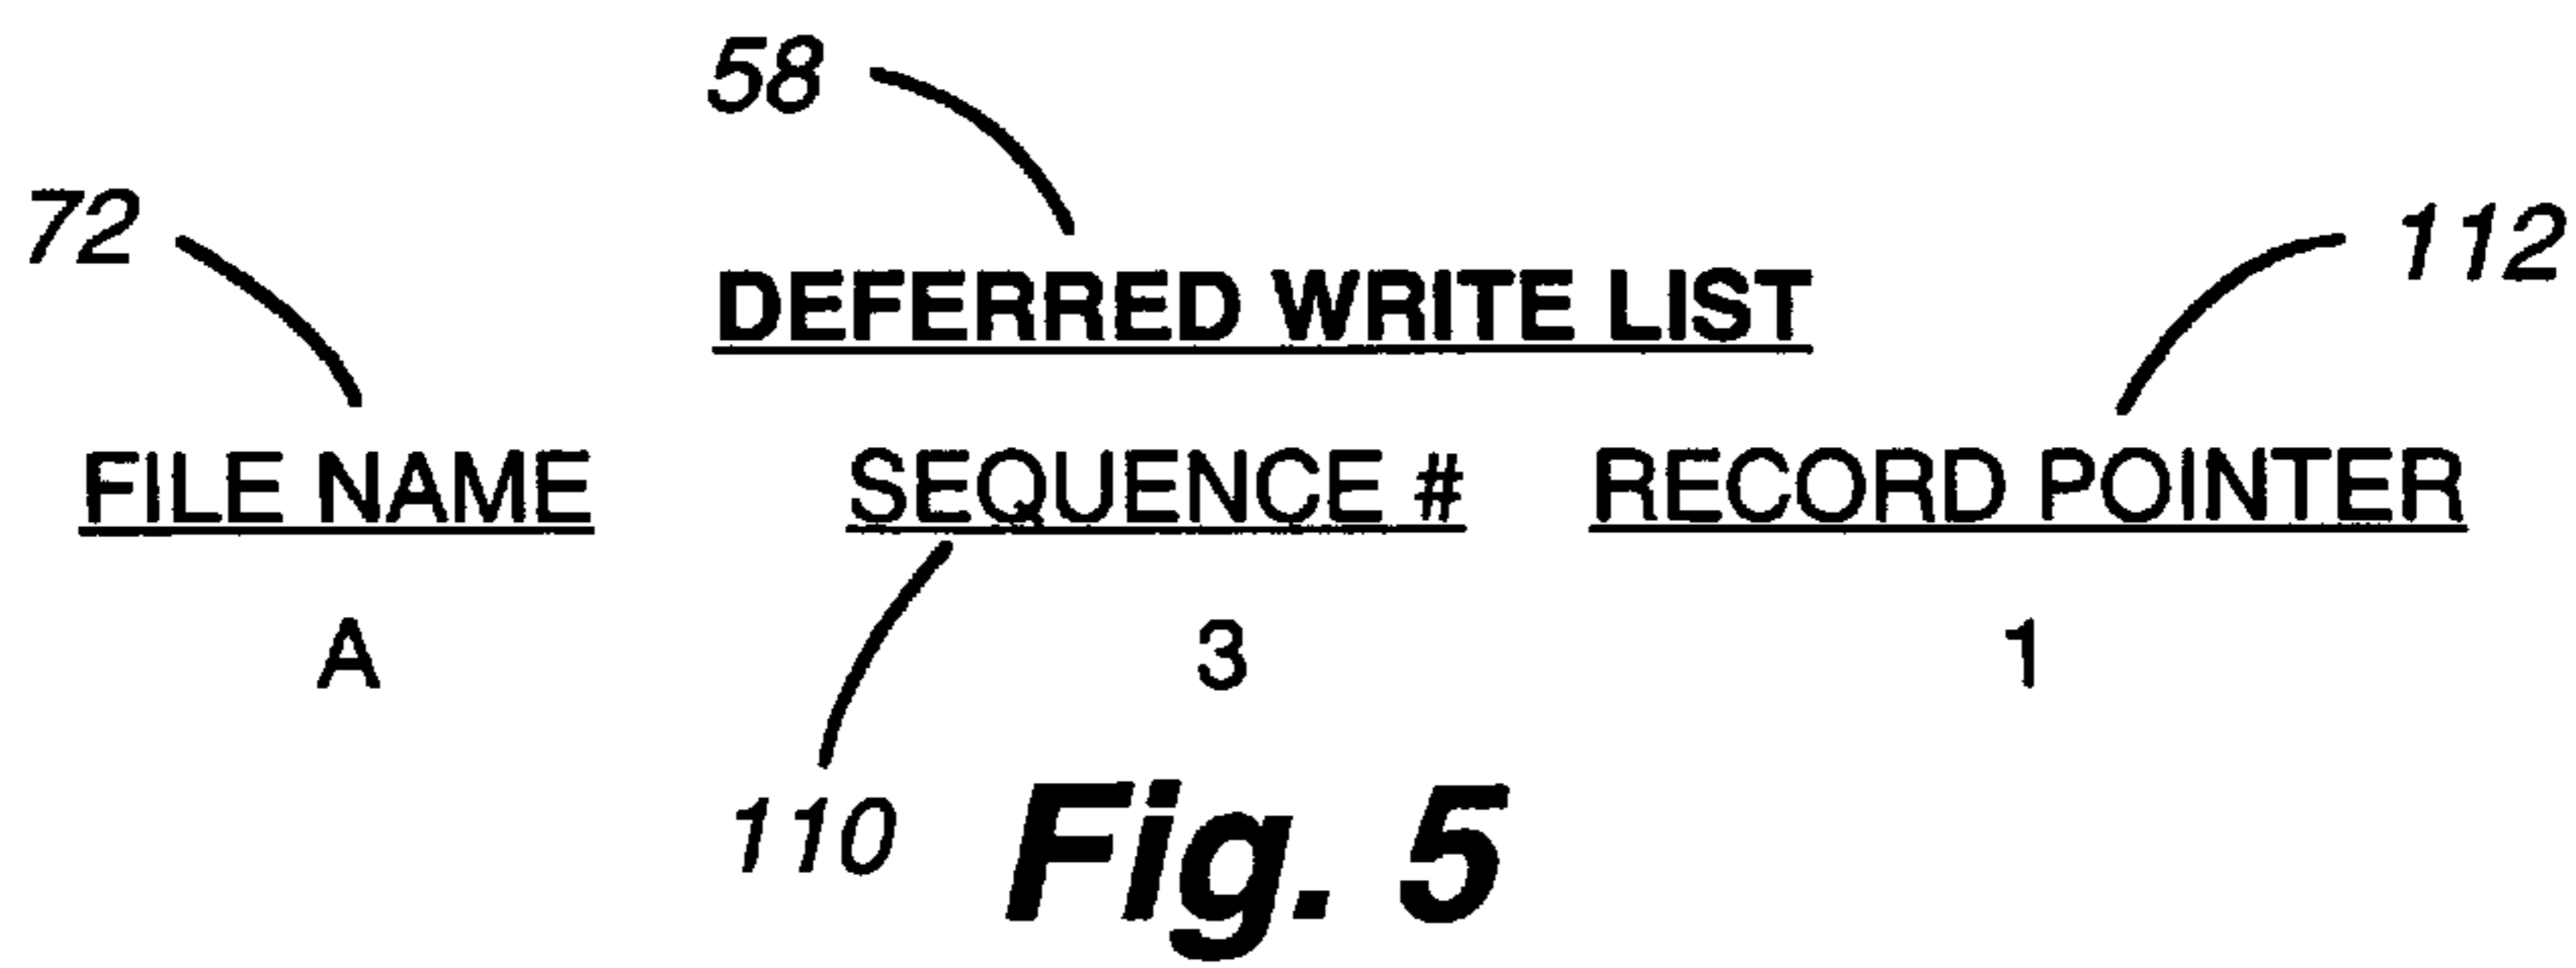 58
72
112
DEFERRED WRITE LIST
FILE NAME SEQUENCE # RECORD POINTER
A 3 1
110
Fig. 5